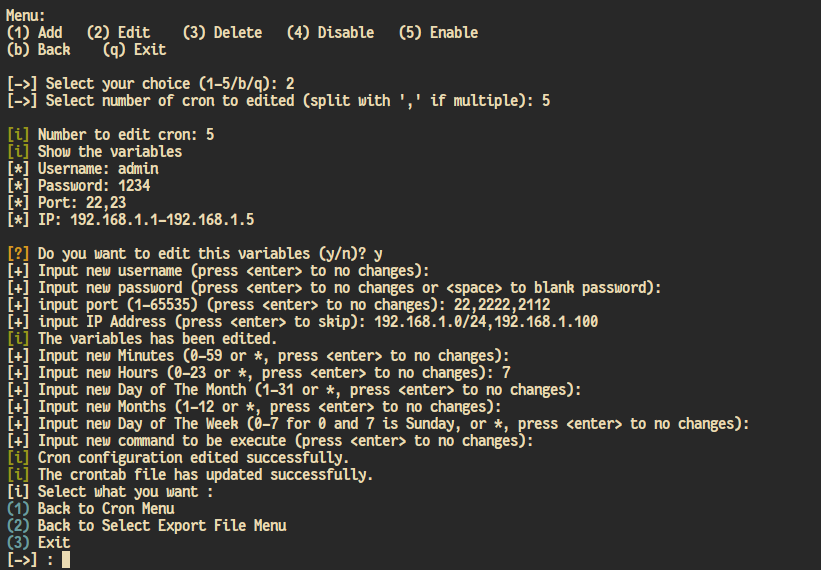 Menu:
(1) Add   (2) Edit    (3) Delete   (4) Disable   (5) Enable
(b) Back    (q) Exit
[->] Select your choice (1-5/b/q): 2
[->] Select number of cron to edited (split with ',' if multiple): 5
[i] Number to edit cron: 5
[i] Show the variables
[*] Username: admin
[*] Password: 1234
[*] Port: 22,23
[*] IP: 192.168.1.1-192.168.1.5
[?] Do you want to edit this variables (y/n)? y
[+] Input new username (press <enter> to no changes):
[+] Input new password (press <enter> to no changes or <space> to blank password):
[+] input port (1-65535) (press <enter> to no changes): 22,2222,2112
[+] input IP Address (press <enter> to skip): 192.168.1.0/24,192.168.1.100
[i] The variables has been edited.
[+] Input new Minutes (0-59 or *, press <enter> to no changes):
[+] Input new Hours (0-23 or *, press <enter> to no changes): 7
[+] Input new Day of The Month (1-31 or *, press <enter> to no changes):
[+] Input new Months (1-12 or *, press <enter> to no changes):
[+] Input new Day of The Week (0-7 for 0 and 7 is Sunday, or *, press <enter> to no changes):
[+] Input new command to be execute (press <enter> to no changes):
[i] Cron configuration edited successfully.
[i] The crontab file has updated successfully.
[i] Select what you want :
(1) Back to Cron Menu
(2) Back to Select Export File Menu
(3) Exit
[->] :